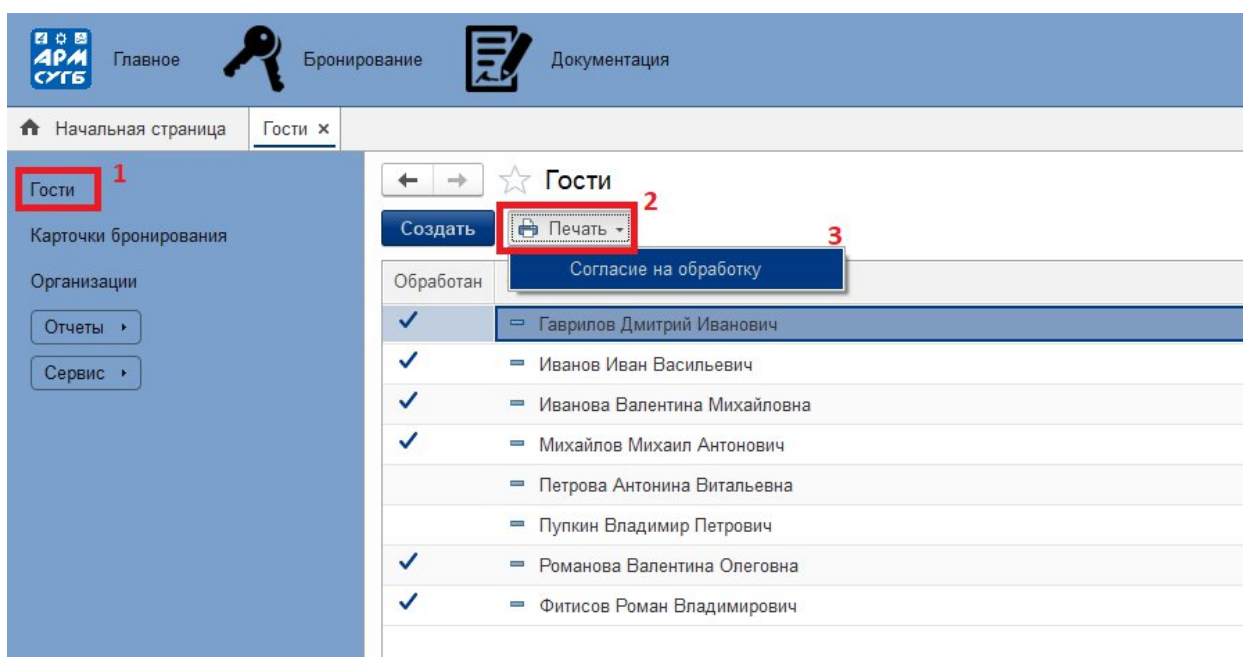 АРМ
СУГБ
Главное
Бронирование
Документация
Начальная страница
Гости ×
Гости 1
Карточки бронирования
Организации
Отчеты
Сервис
Гости
2
Создать Печать
3
Согласие на обработку
Обработан
Гаврилов Дмитрий Иванович
Иванов Иван Васильевич
Иванова Валентина Михайловна
Михайлов Михаил Антонович
Петрова Антонина Витальевна
Пупкин Владимир Петрович
Романова Валентина Олеговна
Фитисов Роман Владимирович